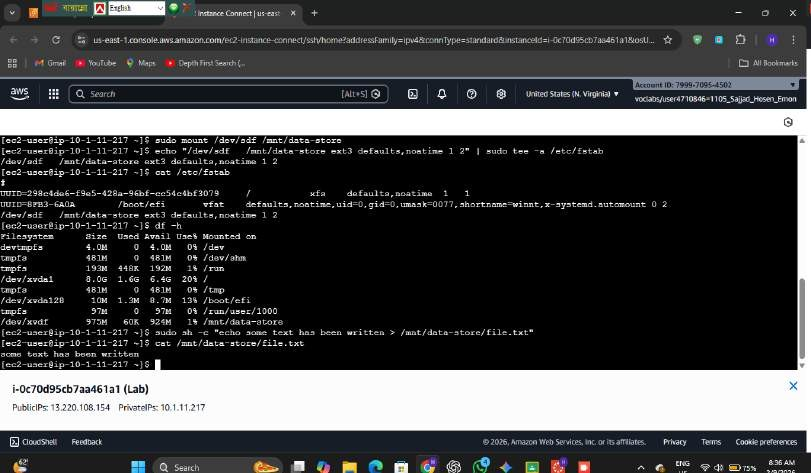 বাংলা
English
Instance Connect | us-east-
us-east-1.console.aws.amazon.com/ec2-instance-connect/ssh/home?addressFamily=ipv4&connType=standard&instanceId=i-0c70d95cb7aa461a1&osU...
Gmail YouTube Maps Depth First Search (... All Bookmarks
aws Search [Alt+S] United States (N. Virginia) Account ID: 7999-7095-4502
voclabs/user4710846=1105_Sajjad_Hosen_Emon
[ec2-user@ip-10-1-11-217 ~]$ sudo mount /dev/sdf /mnt/data-store
[ec2-user@ip-10-1-11-217 ~]$ echo "/dev/sdf   /mnt/data-store ext3 defaults,noatime 1 2" | sudo tee -a /etc/fstab
/dev/sdf   /mnt/data-store ext3 defaults,noatime 1 2
[ec2-user@ip-10-1-11-217 ~]$ cat /etc/fstab
#
UUID=298c4de6-f9e5-428a-96bf-cc54c4bf3079     /           xfs    defaults,noatime  1   1
UUID=8FB3-6A0A        /boot/efi       vfat    defaults,noatime,uid=0,gid=0,umask=0077,shortname=winnt,x-systemd.automount 0 2
/dev/sdf   /mnt/data-store ext3 defaults,noatime 1 2
[ec2-user@ip-10-1-11-217 ~]$ df -h
Filesystem      Size  Used Avail Use% Mounted on
devtmpfs        4.0M     0  4.0M   0% /dev
tmpfs           481M     0  481M   0% /dev/shm
tmpfs           193M  448K  192M   1% /run
/dev/xvda1      8.0G  1.6G  6.4G  20% /
tmpfs           481M     0  481M   0% /tmp
/dev/xvda128     10M  1.3M  8.7M  13% /boot/efi
tmpfs            97M     0   97M   0% /run/user/1000
/dev/xvdf       975M   60K  924M   1% /mnt/data-store
[ec2-user@ip-10-1-11-217 ~]$ sudo sh -c "echo some text has been written > /mnt/data-store/file.txt"
[ec2-user@ip-10-1-11-217 ~]$ cat /mnt/data-store/file.txt
some text has been written
[ec2-user@ip-10-1-11-217 ~]$
i-0c70d95cb7aa461a1 (Lab)
PublicIPs: 13.220.108.154 PrivateIPs: 10.1.11.217
CloudShell Feedback © 2026, Amazon Web Services, Inc. or its affiliates. Privacy Terms Cookie preferences
62° Search ENG US 75% 8:36 AM